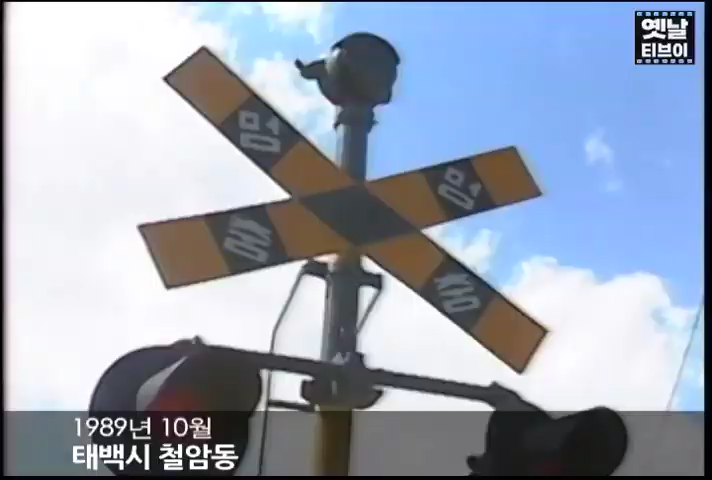 옛날
티브이
멈
춤
멈
춤
1989년 10월
태백시 철암동